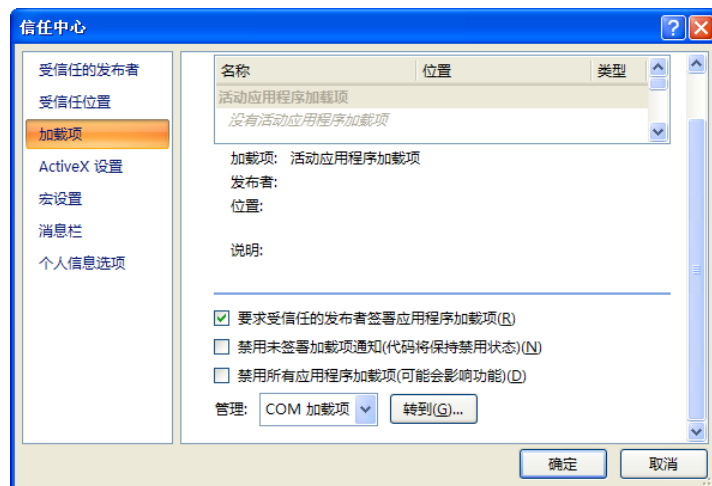 信任中心
受信任的发布者
受信任位置
加载项
ActiveX 设置
宏设置
消息栏
个人信息选项
名称 位置 类型
活动应用程序加载项
没有活动应用程序加载项
加载项: 活动应用程序加载项
发布者:
位置:
说明:
要求受信任的发布者签署应用程序加载项(R)
禁用未签署加载项通知(代码将保持禁用状态)(N)
禁用所有应用程序加载项(可能会影响功能)(D)
管理: COM 加载项 转到(G)...
确定 取消